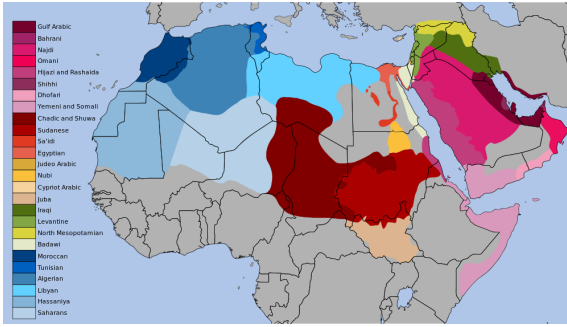 Gulf Arabic
Bahrani
Najdi
Omani
Hijazi and Rashaida
Shihhi
Dhofari
Yemeni and Somali
Chadic and Shuwa
Sudanese
Sa'idi
Egyptian
Judeo Arabic
Nubi
Cypriot Arabic
Juba
Iraqi
Levantine
North Mesopotamian
Badawi
Moroccan
Tunisian
Algerian
Libyan
Hassaniya
Saharans